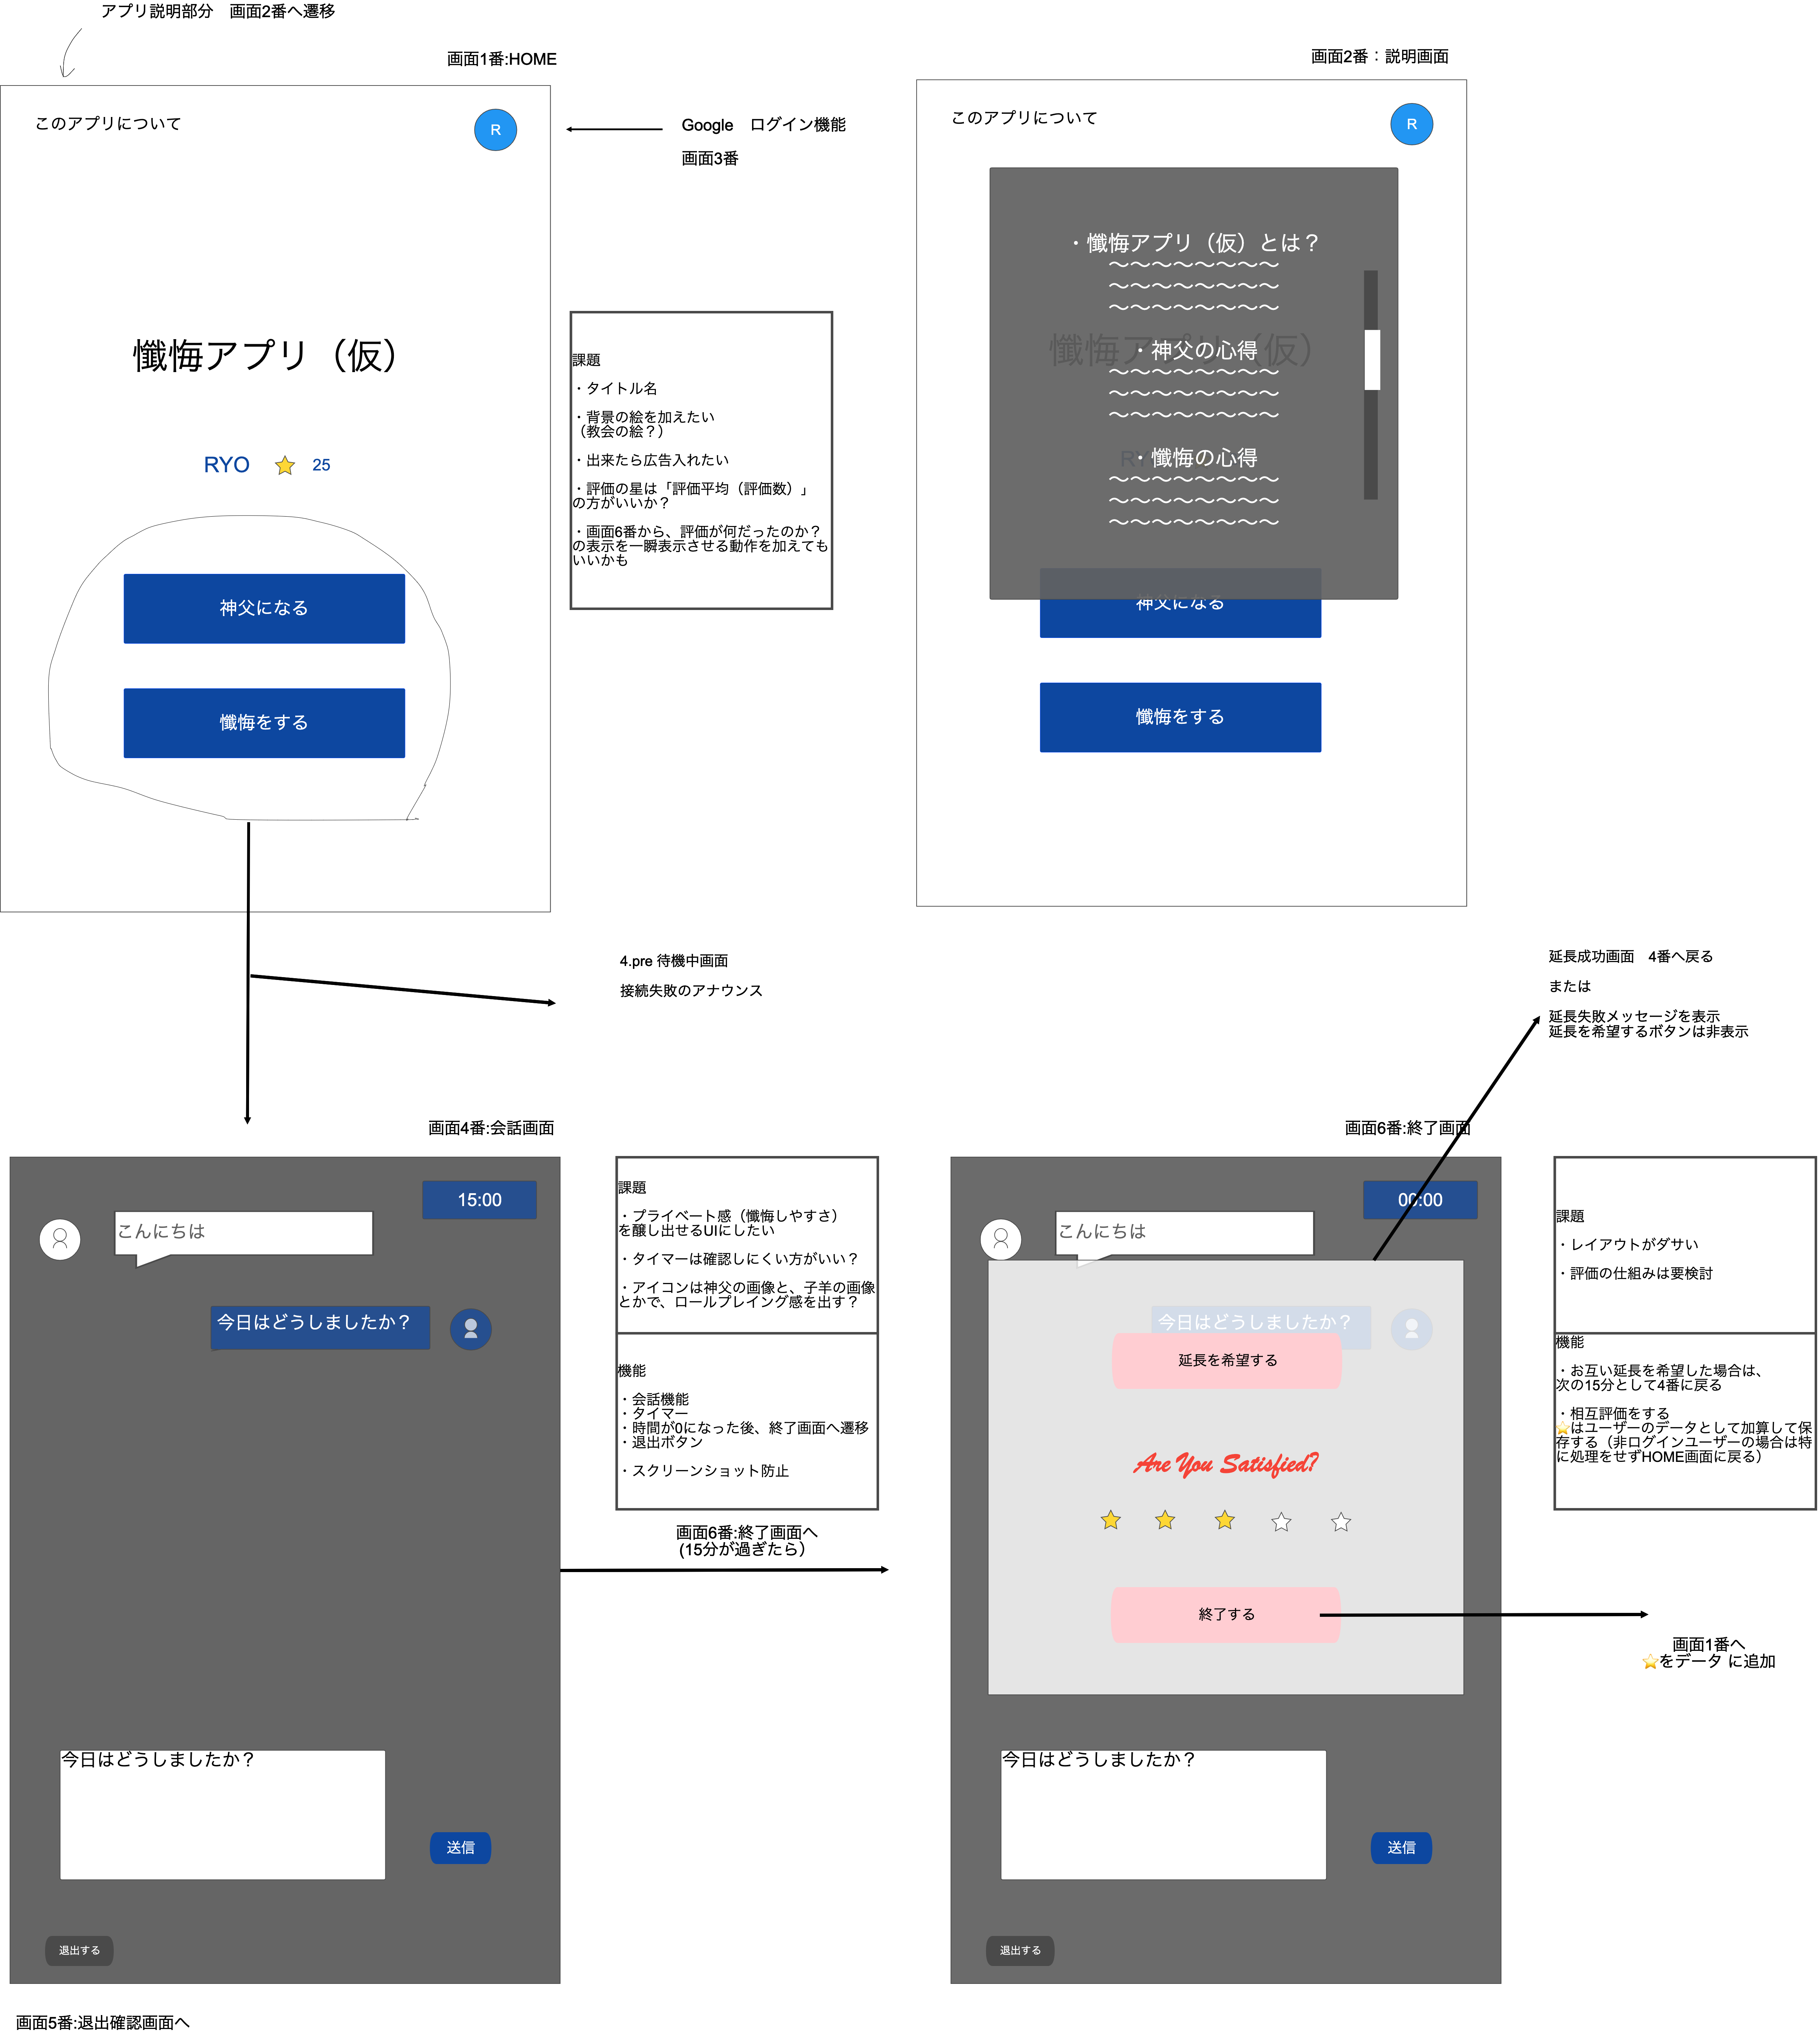 アプリ説明部分　画面2番へ遷移
画面1番:HOME
このアプリについて
R
Google　ログイン機能
画面3番
懺悔アプリ（仮）
RYO
25
神父になる
懺悔をする
課題
・タイトル名
・背景の絵を加えたい
（教会の絵？）
・出来たら広告入れたい
・評価の星は「評価平均（評価数）」
の方がいいか？
・画面6番から、評価が何だったのか？
の表示を一瞬表示させる動作を加えても
いいかも
画面2番：説明画面
このアプリについて
R
・懺悔アプリ（仮）とは？
〜〜〜〜〜〜〜〜
〜〜〜〜〜〜〜〜
〜〜〜〜〜〜〜〜
懺悔アプリ（仮）
・神父の心得
〜〜〜〜〜〜〜〜
〜〜〜〜〜〜〜〜
〜〜〜〜〜〜〜〜
RY
・懺悔の心得
〜〜〜〜〜〜〜〜
〜〜〜〜〜〜〜〜
〜〜〜〜〜〜〜〜
神父になる
懺悔をする
4.pre 待機中画面
接続失敗のアナウンス
延長成功画面　4番へ戻る
または
延長失敗メッセージを表示
延長を希望するボタンは非表示
画面4番:会話画面
15:00
こんにちは
今日はどうしましたか？
今日はどうしましたか？
送信
退出する
画面5番:退出確認画面へ
課題
・プライベート感（懺悔しやすさ）
を醸し出せるUIにしたい
・タイマーは確認しにくい方がいい？
・アイコンは神父の画像と、子羊の画像
とかで、ロールプレイング感を出す？
機能
・会話機能
・タイマー
・時間が0になった後、終了画面へ遷移
・退出ボタン
・スクリーンショット防止
画面6番:終了画面へ
(15分が過ぎたら）
画面6番:終了画面
00:00
こんにちは
今日はどうしましたか？
延長を希望する
Are You Satisfied?
終了する
今日はどうしましたか？
送信
退出する
課題
・レイアウトがダサい
・評価の仕組みは要検討
機能
・お互い延長を希望した場合は、
次の15分として4番に戻る
・相互評価をする
⭐はユーザーのデータとして加算して保
存する（非ログインユーザーの場合は特
に処理をせずHOME画面に戻る）
画面1番へ
⭐をデータ に追加